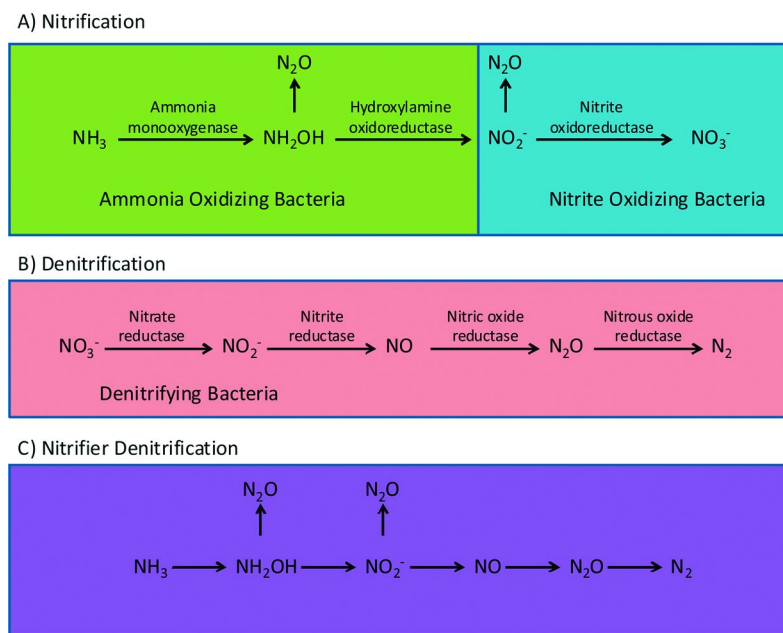 A) Nitrification
N₂O N₂O
Ammonia Hydroxylamine Nitrite
monooxygenase oxidoreductase oxidoreductase
NH₃ NH₂OH NO₂⁻ NO₃⁻
Ammonia Oxidizing Bacteria Nitrite Oxidizing Bacteria
B) Denitrification
Nitrate Nitrite Nitric oxide Nitrous oxide
reductase reductase reductase reductase
NO₃⁻ NO₂⁻ NO N₂O N₂
Denitrifying Bacteria
C) Nitrifier Denitrification
N₂O N₂O
NH₃ NH₂OH NO₂⁻ NO N₂O N₂